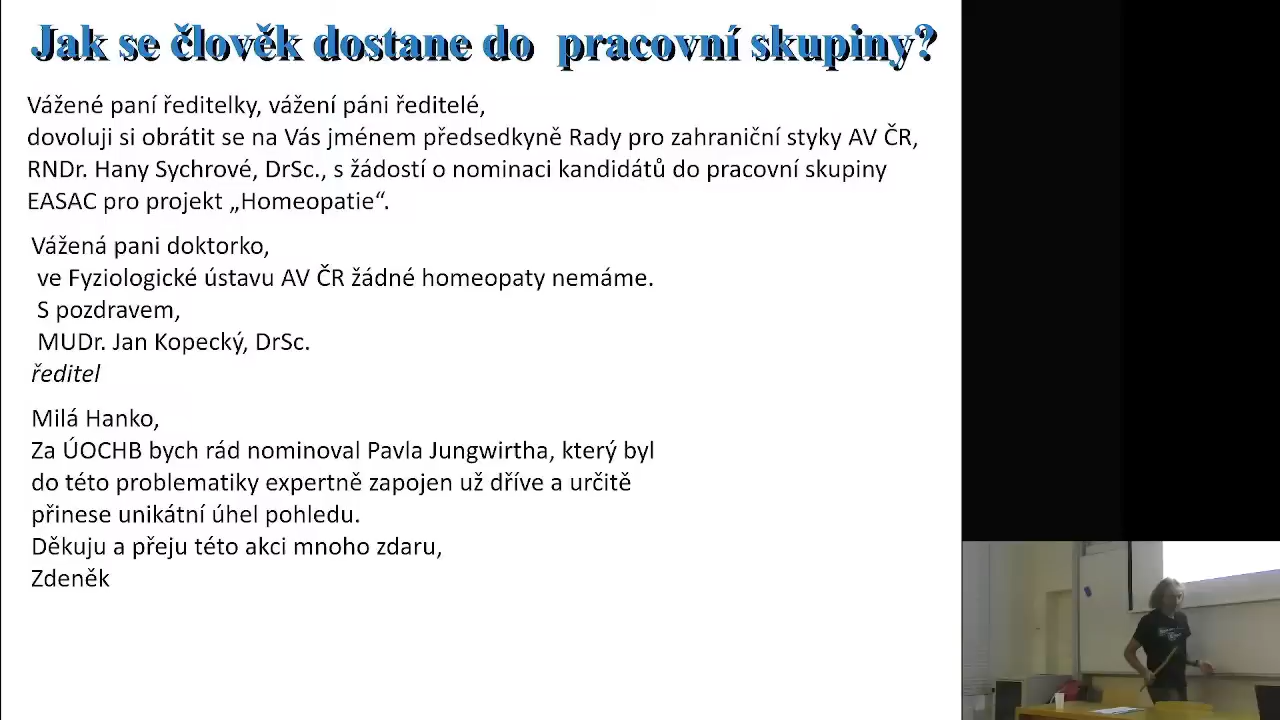 Jak se člověk dostane do pracovní skupiny?
Vážené paní ředitelky, vážení páni ředitelé,
dovoluji si obrátit se na Vás jménem předsedkyně Rady pro zahraniční styky AV ČR,
RNDr. Hany Sychrové, DrSc., s žádostí o nominaci kandidátů do pracovní skupiny
EASAC pro projekt „Homeopatie“.
Vážená pani doktorko,
ve Fyziologické ústavu AV ČR žádné homeopaty nemáme.
S pozdravem,
MUDr. Jan Kopecký, DrSc.
ředitel
Milá Hanko,
Za ÚOCHB bych rád nominoval Pavla Jungwirtha, který byl
do této problematiky expertně zapojen už dříve a určitě
přinese unikátní úhel pohledu.
Děkuju a přeju této akci mnoho zdaru,
Zdeněk